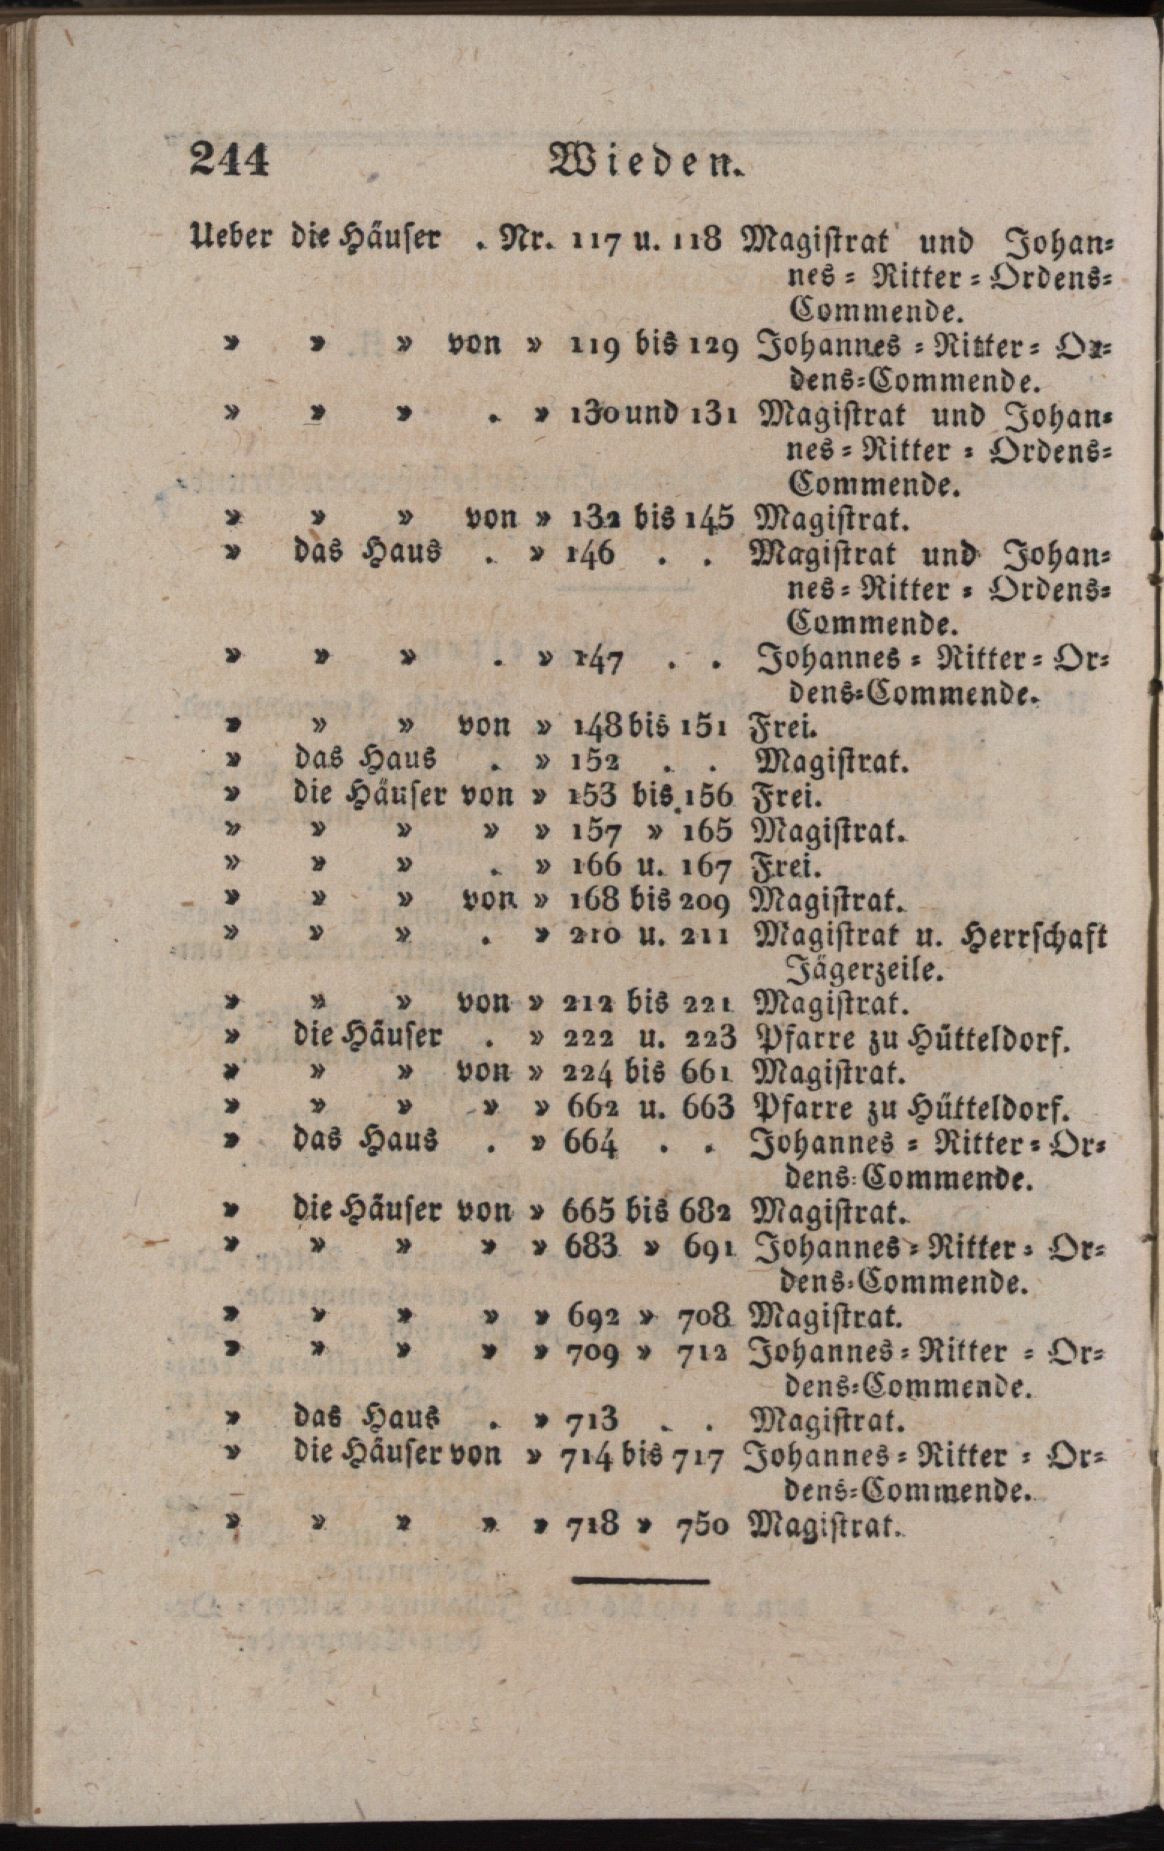 244 Wieden.
Ueber die Häuser . Nr. 117 u. 118 Magistrat und Johan=
nes = Ritter = Ordens=
Commende.
» » » von » 119 bis 129 Johannes = Ritter = Or=
dens=Commende.
» » » . » 130 und 131 Magistrat und Johan=
nes = Ritter = Ordens=
Commende.
» » » von » 132 bis 145 Magistrat.
» das Haus . » 146 . . Magistrat und Johan=
nes = Ritter = Ordens=
Commende.
» » » . » 147 . . Johannes = Ritter = Or=
dens=Commende.
» » » von » 148 bis 151 Frei.
» das Haus . » 152 . . Magistrat.
» die Häuser von » 153 bis 156 Frei.
» » » » » 157 » 165 Magistrat.
» » » . » 166 u. 167 Frei.
» » » von » 168 bis 209 Magistrat.
» » » . » 210 u. 211 Magistrat u. Herrschaft
Jägerzeile.
» » » von » 212 bis 221 Magistrat.
» die Häuser . » 222 u. 223 Pfarre zu Hütteldorf.
» » » von » 224 bis 661 Magistrat.
» » » » » 662 u. 663 Pfarre zu Hütteldorf.
» das Haus . » 664 . . Johannes = Ritter = Or=
dens=Commende.
» die Häuser von » 665 bis 682 Magistrat.
» » » » » 683 » 691 Johannes = Ritter = Or=
dens=Commende.
» » » » » 692 » 708 Magistrat.
» » » » » 709 » 712 Johannes = Ritter = Or=
dens=Commende.
» das Haus . » 713 . . Magistrat.
» die Häuser von » 714 bis 717 Johannes = Ritter = Or=
dens=Commende.
» » » » » 718 » 750 Magistrat.